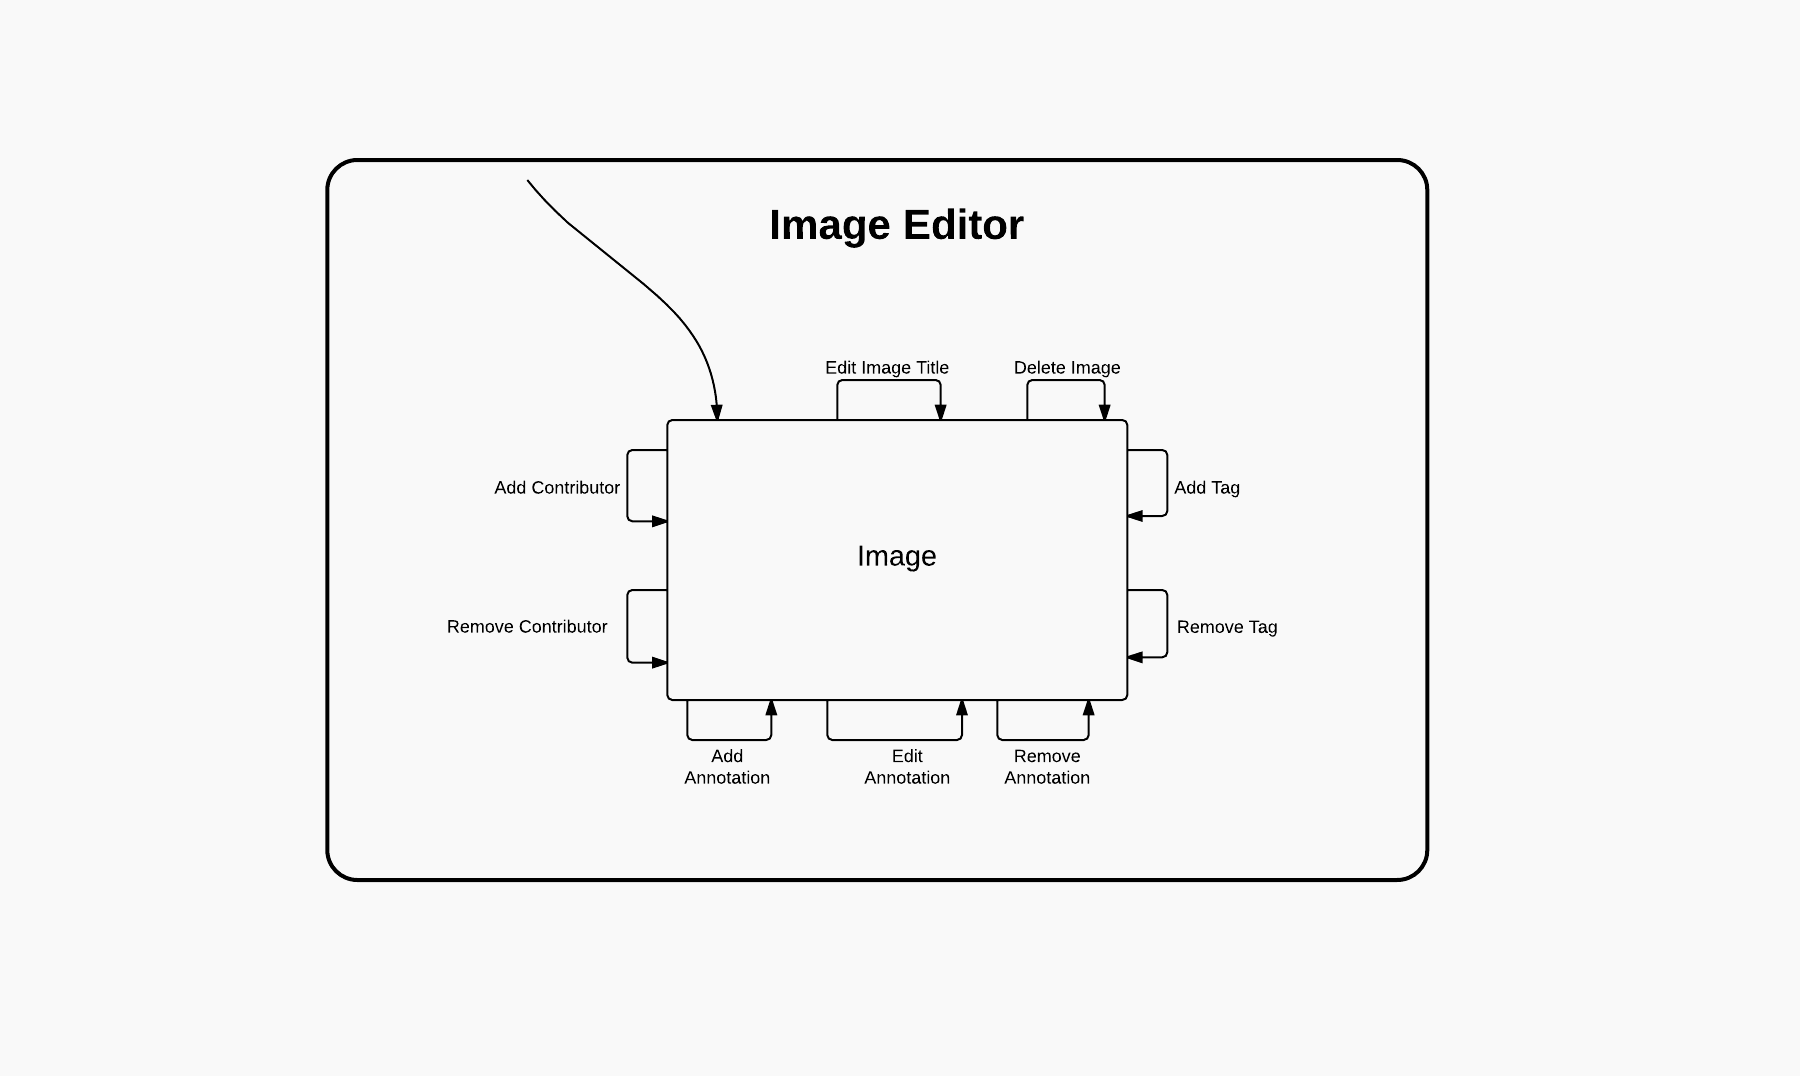 Image Editor
Edit Image Title
Delete Image
Add Contributor
Add Tag
Image
Remove Contributor
Remove Tag
Add
Annotation
Edit
Annotation
Remove
Annotation